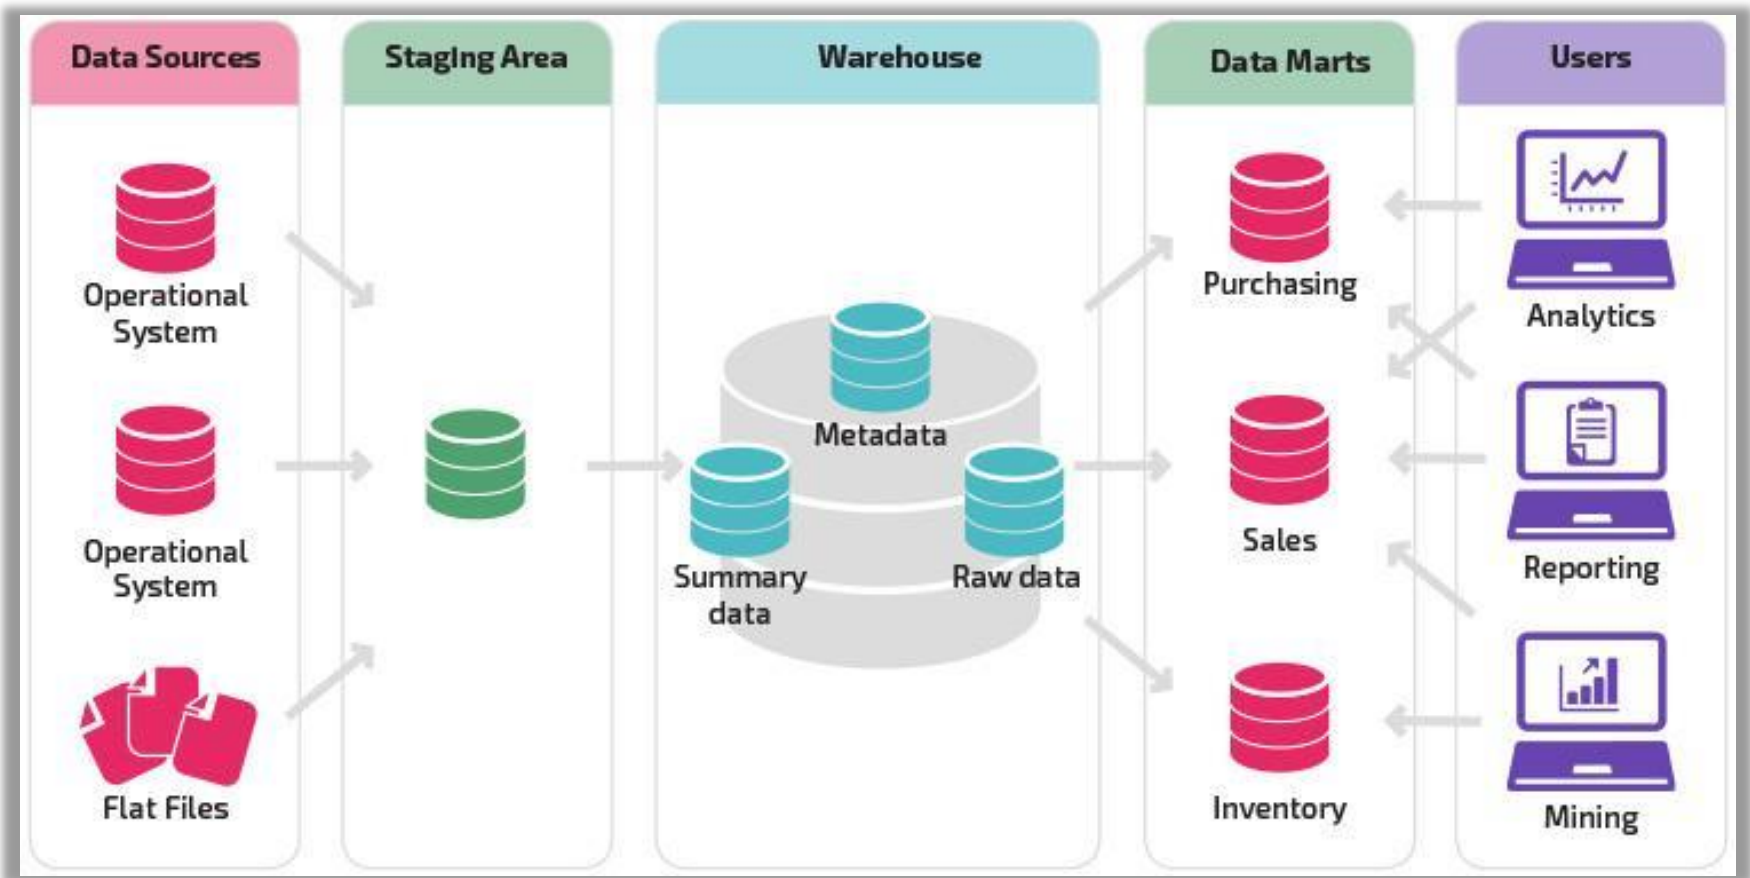 Data Sources
Staging Area
Warehouse
Data Marts
Users
Operational
System
Operational
System
Flat Files
Metadata
Summary
data
Raw data
Purchasing
Sales
Inventory
Analytics
Reporting
Mining